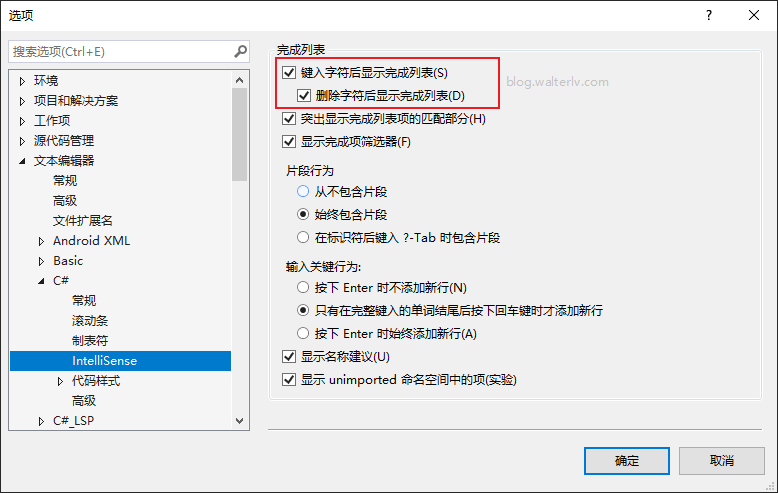 选项
搜索选项(Ctrl+E)
环境
项目和解决方案
工作项
源代码管理
文本编辑器
常规
高级
文件扩展名
Android XML
Basic
C#
常规
滚动条
制表符
IntelliSense
代码样式
高级
C#_LSP
完成列表
键入字符后显示完成列表(S)
删除字符后显示完成列表(D)
blog.walterlv.com
突出显示完成列表项的匹配部分(H)
显示完成项筛选器(F)
片段行为
从不包含片段
始终包含片段
在标识符后键入 ?-Tab 时包含片段
输入关键行为:
按下 Enter 时不添加新行(N)
只有在完整键入的单词结尾后按下回车键时才添加新行
按下 Enter 时始终添加新行(A)
显示名称建议(U)
显示 unimported 命名空间中的项(实验)
确定
取消